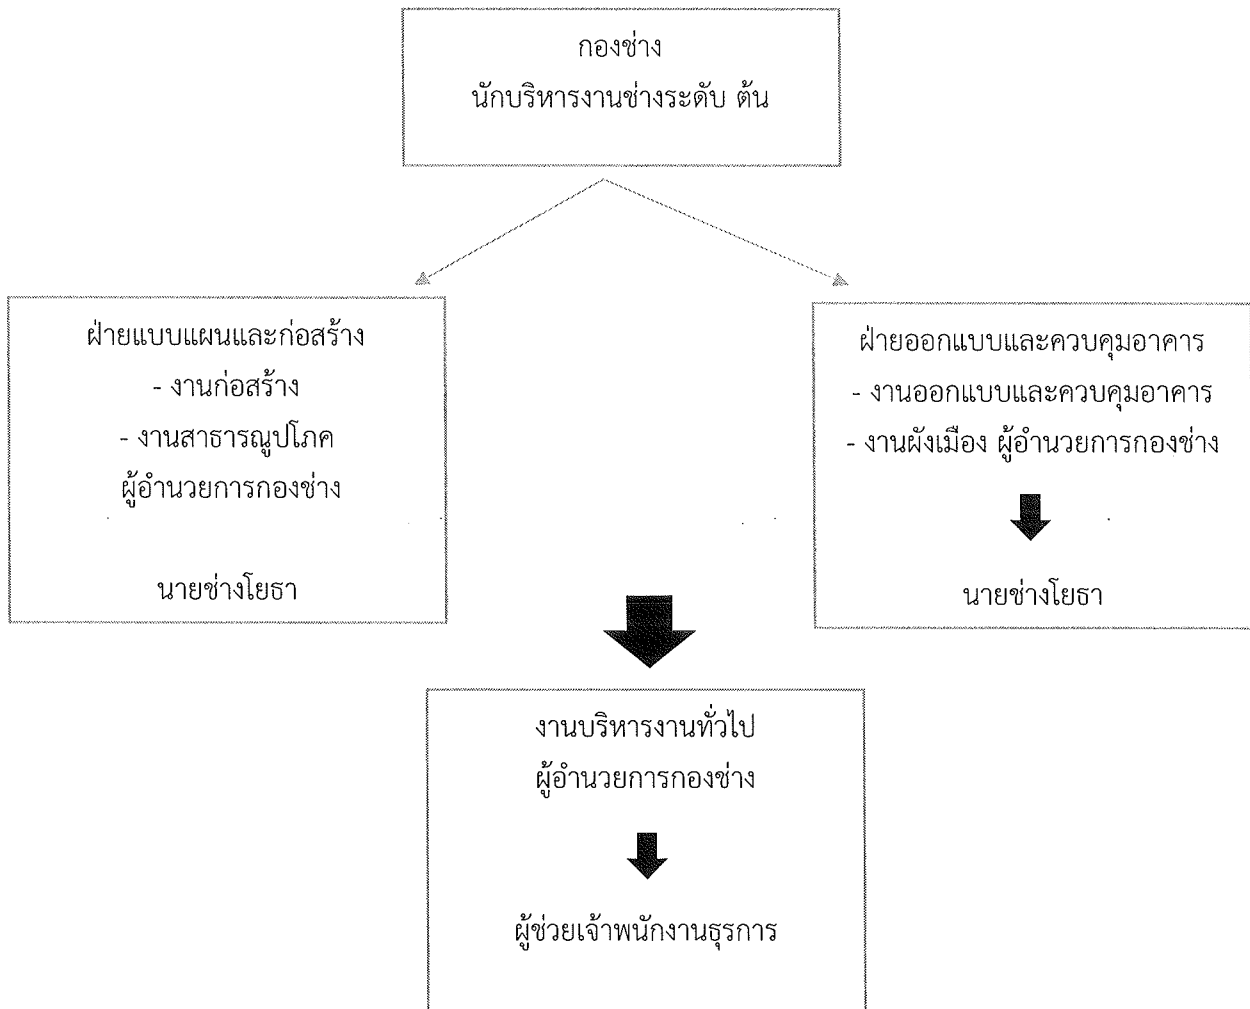 กองช่าง
นักบริหารงานช่างระดับ ต้น
ฝ่ายแบบแผนและก่อสร้าง
- งานก่อสร้าง
- งานสาธารณูปโภค
ผู้อำนวยการกองช่าง
นายช่างโยธา
ฝ่ายออกแบบและควบคุมอาคาร
- งานออกแบบและควบคุมอาคาร
- งานผังเมือง ผู้อำนวยการกองช่าง
นายช่างโยธา
งานบริหารงานทั่วไป
ผู้อำนวยการกองช่าง
ผู้ช่วยเจ้าพนักงานธุรการ